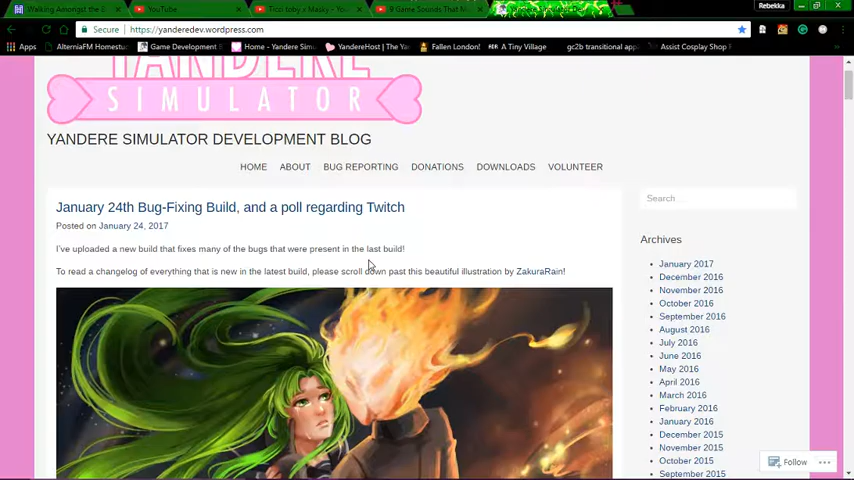 Walking Amongst the B
YouTube
Ticci toby x Masky -
9 Game Sounds That M
Rebekka
Secure
https://yanderedev.wordpress.com
Apps
AlterniaFM Homestu
Game Development
Home - Yandere Simu
YandereHost | The Yan
Fallen London!
A Tiny Village
gc2b transitional app
Assist Cosplay Shop
YANDERE
SIMULATOR
YANDERE SIMULATOR DEVELOPMENT BLOG
HOME ABOUT BUG REPORTING DONATIONS DOWNLOADS VOLUNTEER
January 24th Bug-Fixing Build, and a poll regarding Twitch
Posted on January 24, 2017
I've uploaded a new build that fixes many of the bugs that were present in the last build!
To read a changelog of everything that is new in the latest build, please scroll down past this beautiful illustration by ZakuraRain!
Search ...
Archives
January 2017
December 2016
November 2016
October 2016
September 2016
August 2016
July 2016
June 2016
May 2016
April 2016
March 2016
February 2016
January 2016
December 2015
November 2015
October 2015
September 2015
Follow